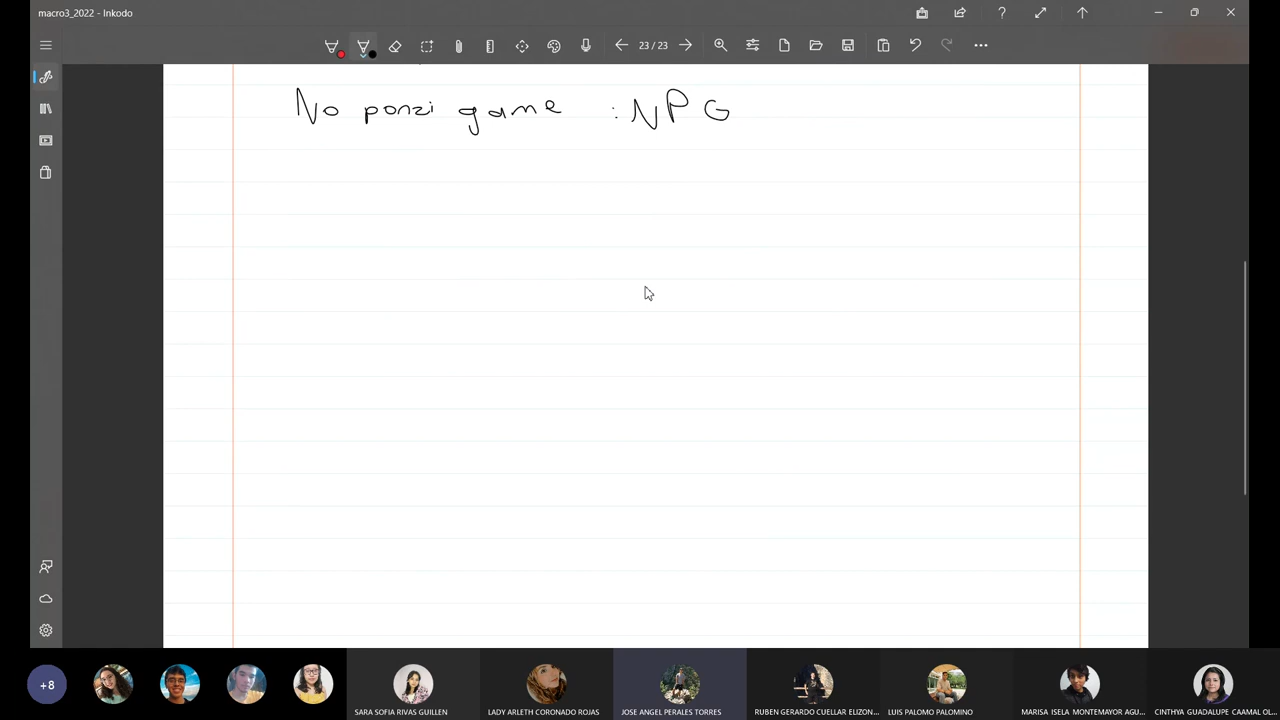 macro3_2022 - Inkodo
23 / 23
No ponzi game : NPG
+8
SARA SOFIA RIVAS GUILLEN
LADY ARLETH CORONADO ROJAS
JOSE ANGEL PERALES TORRES
RUBEN GERARDO CUELLAR ELIZON...
LUIS PALOMO PALOMINO
MARISA ISELA MONTEMAYOR AGU...
CINTHYA GUADALUPE CAAMAL OL...